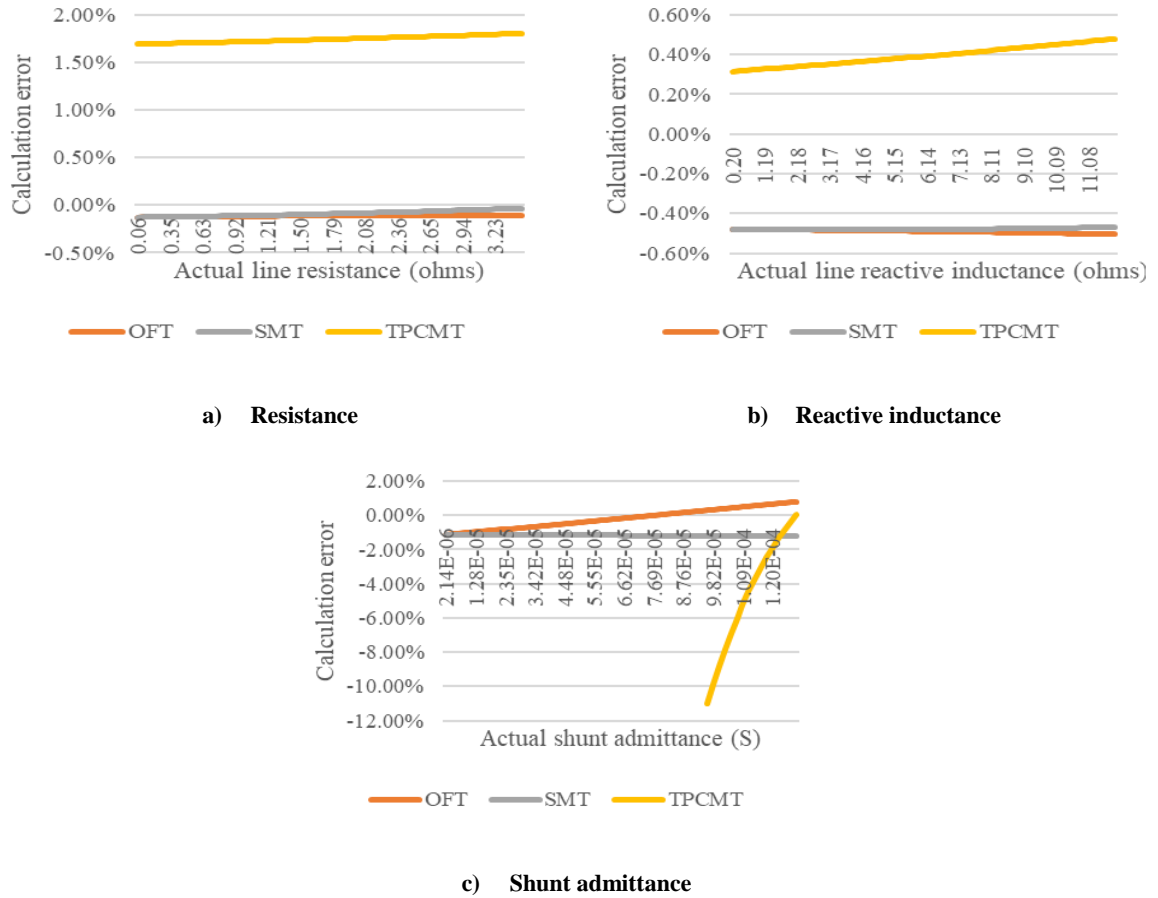 2.00%
1.50%
1.00%
0.50%
0.00%
-0.50%
Calculation error
0.06 0.35 0.63 0.92 1.21 1.50 1.79 2.08 2.36 2.65 2.94 3.23
Actual line resistance (ohms)
OFT SMT TPCMT
a) Resistance
0.60%
0.40%
0.20%
0.00%
-0.20%
-0.40%
-0.60%
Calculation error
0.20 1.19 2.18 3.17 4.16 5.15 6.14 7.13 8.11 9.10 10.09 11.08
Actual line reactive inductance (ohms)
OFT SMT TPCMT
b) Reactive inductance
2.00%
0.00%
-2.00%
-4.00%
-6.00%
-8.00%
-10.00%
-12.00%
Calculation error
2.14E-06 1.28E-05 2.35E-05 3.42E-05 4.48E-05 5.55E-05 6.62E-05 7.69E-05 8.76E-05 9.82E-05 1.09E-04 1.20E-04
Actual shunt admittance (S)
OFT SMT TPCMT
c) Shunt admittance